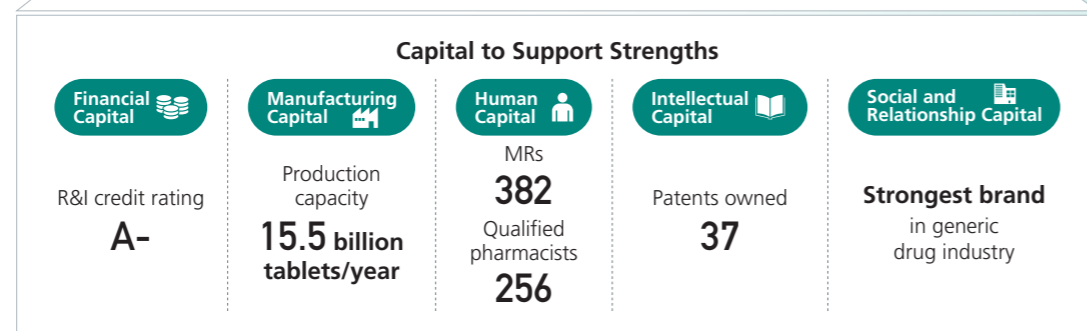 Capital to Support Strengths
Financial
Capital
R&I credit rating
A-
Manufacturing
Capital
Production
capacity
15.5 billion
tablets/year
Human
Capital
MRs
382
Qualified
pharmacists
256
Intellectual
Capital
Patents owned
37
Social and
Relationship Capital
Strongest brand
in generic
drug industry